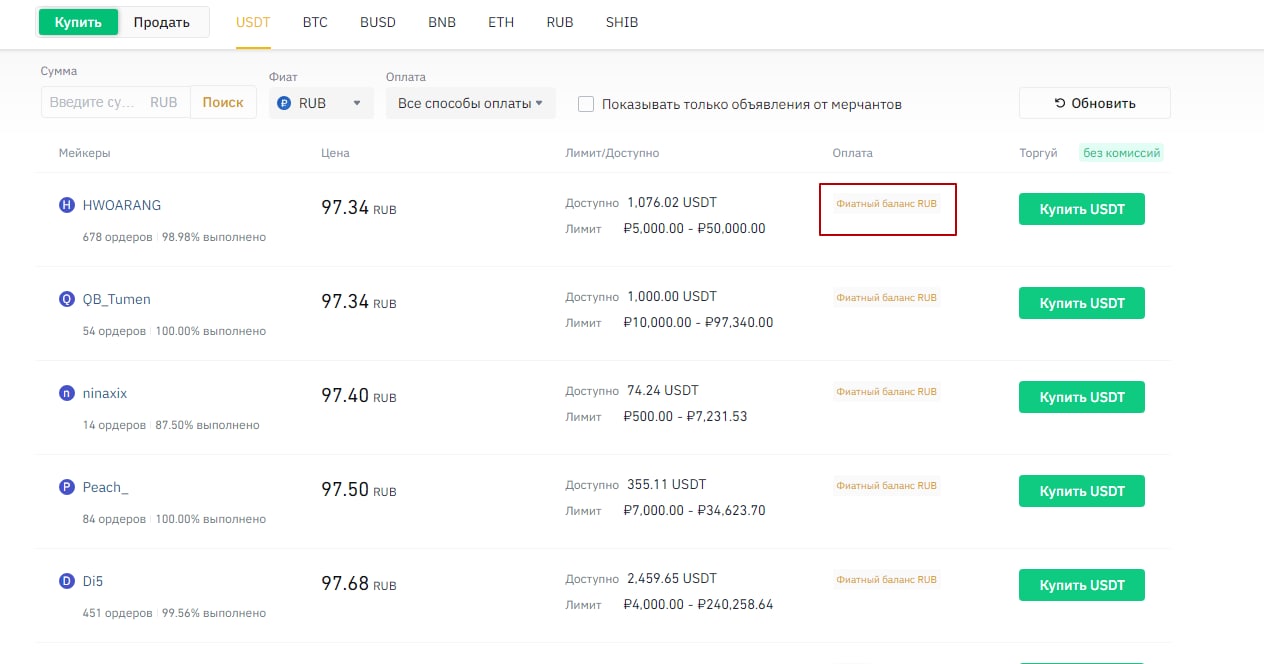 Купить Продать USDT BTC BUSD BNB ETH RUB SHIB
Сумма Фиат Оплата
Введите су... RUB Поиск RUB Все способы оплаты Показывать только объявления от мерчантов Обновить
Мейкеры Цена Лимит/Доступно Оплата Торгуй без комиссий
H HWOARANG 97.34 RUB Доступно 1,076.02 USDT Фиатный баланс RUB Купить USDT
678 ордеров 98.98% выполнено Лимит ₽5,000.00 - ₽50,000.00
Q QB_Tumen 97.34 RUB Доступно 1,000.00 USDT Фиатный баланс RUB Купить USDT
54 ордеров 100.00% выполнено Лимит ₽10,000.00 - ₽97,340.00
n ninaxix 97.40 RUB Доступно 74.24 USDT Фиатный баланс RUB Купить USDT
14 ордеров 87.50% выполнено Лимит ₽500.00 - ₽7,231.53
P Peach_ 97.50 RUB Доступно 355.11 USDT Фиатный баланс RUB Купить USDT
84 ордеров 100.00% выполнено Лимит ₽7,000.00 - ₽34,623.70
D Di5 97.68 RUB Доступно 2,459.65 USDT Фиатный баланс RUB Купить USDT
451 ордеров 99.56% выполнено Лимит ₽4,000.00 - ₽240,258.64